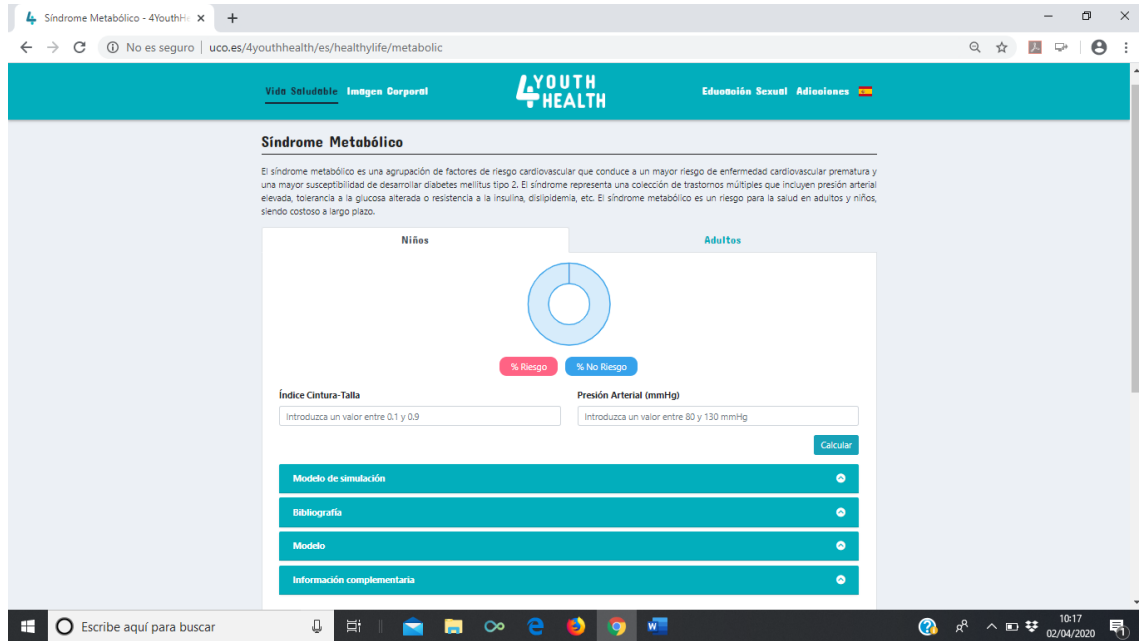 Síndrome Metabólico - 4YouthHe
No es seguro | uco.es/4youthhealth/es/healthylife/metabolic
Vida Saludable Imagen Corporal 4YOUTH HEALTH Educación Sexual Adicciones
Síndrome Metabólico
El síndrome metabólico es una agrupación de factores de riesgo cardiovascular que conduce a un mayor riesgo de enfermedad cardiovascular prematura y
una mayor susceptibilidad de desarrollar diabetes mellitus tipo 2. El síndrome representa una colección de trastornos múltiples que incluyen presión arterial
elevada, tolerancia a la glucosa alterada o resistencia a la insulina, dislipidemia, etc. El síndrome metabólico es un riesgo para la salud en adultos y niños,
siendo costoso a largo plazo.
Niños Adultos
% Riesgo % No Riesgo
Índice Cintura-Talla Presión Arterial (mmHg)
Introduzca un valor entre 0.1 y 0.9 Introduzca un valor entre 80 y 130 mmHg
Calcular
Modelo de simulación
Bibliografía
Modelo
Información complementaria
Escribe aquí para buscar
10:17
02/04/2020